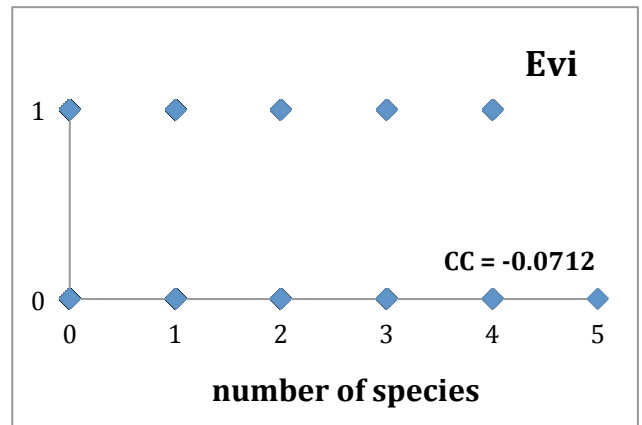 Evi
1
CC = -0.0712
0
0 1 2 3 4 5
number of species